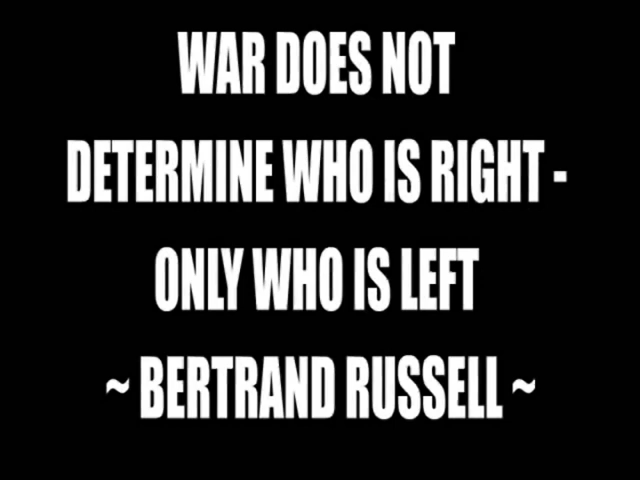 WAR DOES NOT
DETERMINE WHO IS RIGHT -
ONLY WHO IS LEFT
~ BERTRAND RUSSELL ~